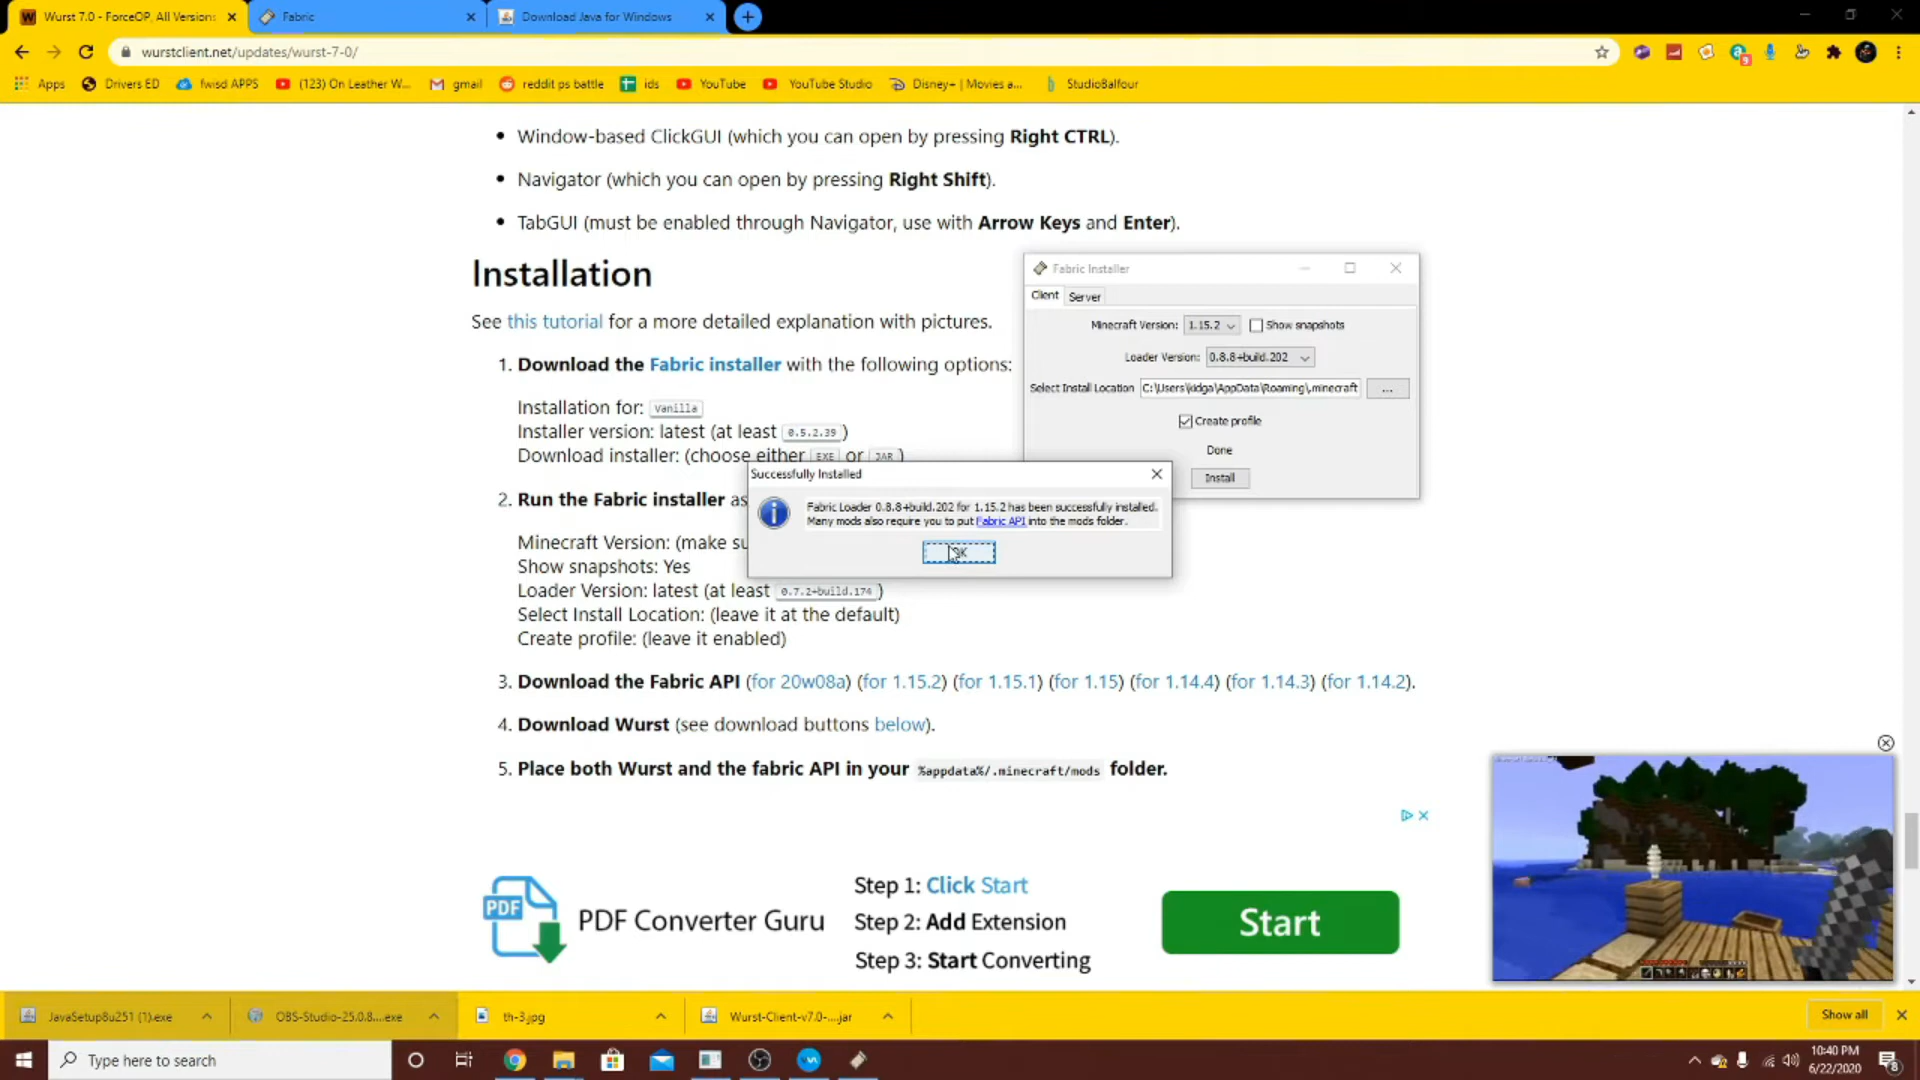 Wurst 7.0 - ForceOP, All Versions
Fabric
Download Java for Windows
wurstclient.net/updates/wurst-7-0/
Apps
Drivers ED
fwisd APPS
(123) On Leather W...
gmail
reddit ps battle
ids
YouTube
YouTube Studio
Disney+ | Movies a...
StudioBalfour
9
• Window-based ClickGUI (which you can open by pressing Right CTRL).
• Navigator (which you can open by pressing Right Shift).
• TabGUI (must be enabled through Navigator, use with Arrow Keys and Enter).
Installation
See this tutorial for a more detailed explanation with pictures.
1. Download the Fabric installer with the following options:
Installation for: Vanilla
Installer version: latest (at least 0.5.2.39)
Download installer: (choose either EXE or JAR)
2. Run the Fabric installer as
Minecraft Version: (make su
Show snapshots: Yes
Loader Version: latest (at least 0.7.2+build.174)
Select Install Location: (leave it at the default)
Create profile: (leave it enabled)
3. Download the Fabric API (for 20w08a) (for 1.15.2) (for 1.15.1) (for 1.15) (for 1.14.4) (for 1.14.3) (for 1.14.2).
4. Download Wurst (see download buttons below).
5. Place both Wurst and the fabric API in your %appdata%/.minecraft/mods folder.
Fabric Installer
Client
Server
Minecraft Version: 1.15.2
Show snapshots
Loader Version: 0.8.8+build.202
Select Install Location C:\Users\kidga\AppData\Roaming\.minecraft ...
Create profile
Done
Install
Successfully Installed
Fabric Loader 0.8.8+build.202 for 1.15.2 has been successfully installed.
Many mods also require you to put Fabric API into the mods folder.
OK
PDF
PDF Converter Guru
Step 1: Click Start
Step 2: Add Extension
Step 3: Start Converting
Start
JavaSetup8u251 (1).exe
OBS-Studio-25.0.8....exe
th-3.jpg
Wurst-Client-v7.0-....jar
Show all
Type here to search
10:40 PM
6/22/2020
8